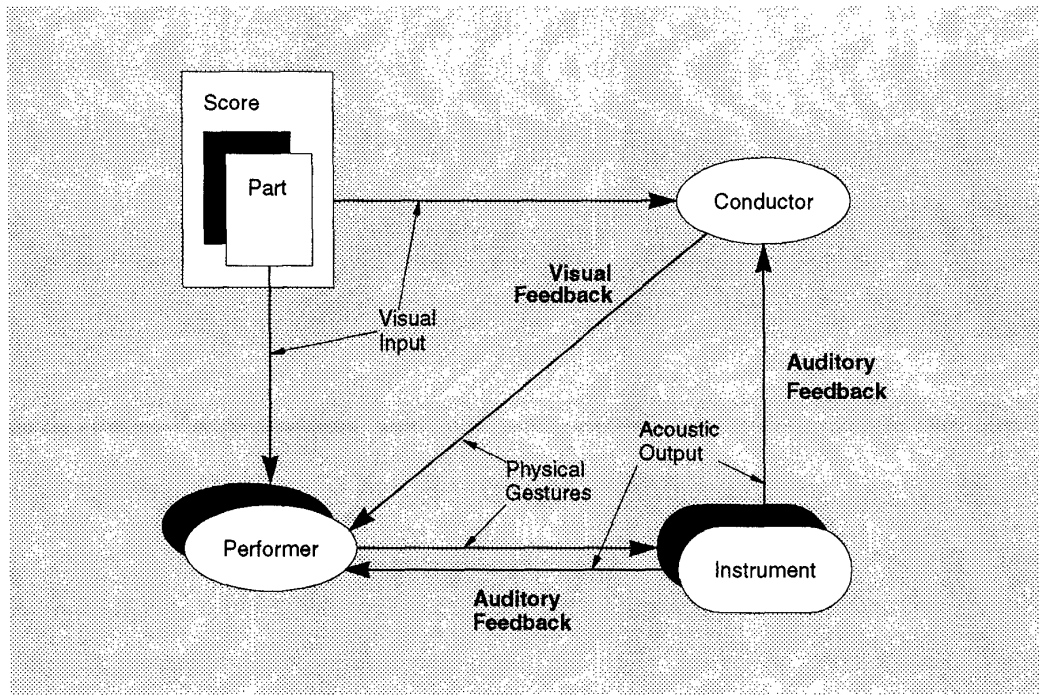 Score
Part
Conductor
Visual
Feedback
Visual
Input
Auditory
Feedback
Acoustic
Output
Physical
Gestures
Performer
Instrument
Auditory
Feedback